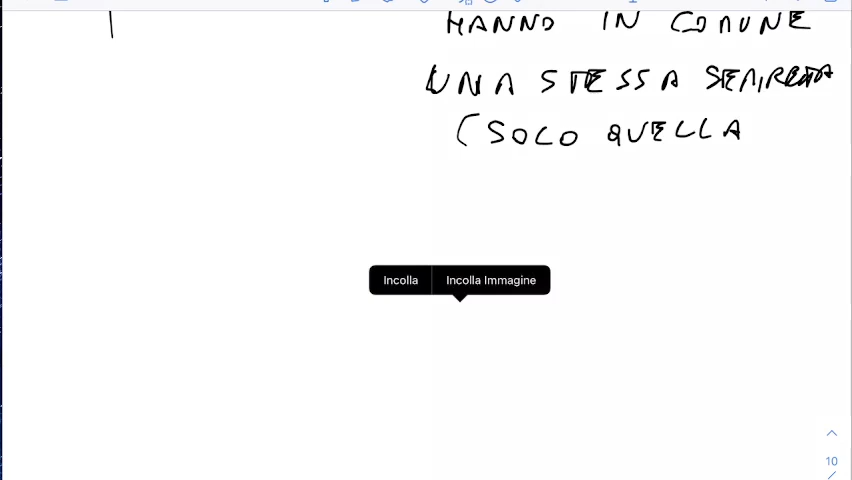 HANNO IN COMUNE
UNA STESSA SEMIRETTA
(SOLO QUELLA
Incolla Incolla Immagine
10